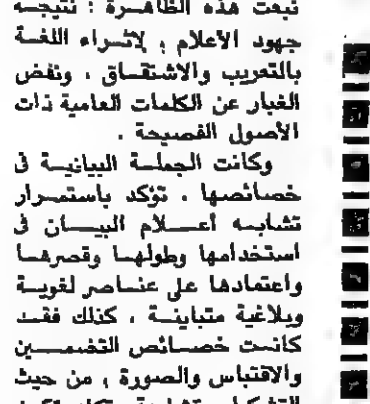 نبعت هذه الظاهرة : نتيجة
جهود الأعلام ، لإثراء اللغة
بالتعريب والاشتقاق ، ونفض
الغبار عن الكلمات العامية ذات
الأصول الفصيحة .
وكانت الجملة البيانية في
خصائصها ، تؤكد باستمرار
تشابه أعلام البيان في
استخدامها وطولها وقصرها
واعتمادها على عناصر لغوية
وبلاغية متباينة ، كذلك فقد
كانت خصائص التضمين
والاقتباس والصورة ، من حيث